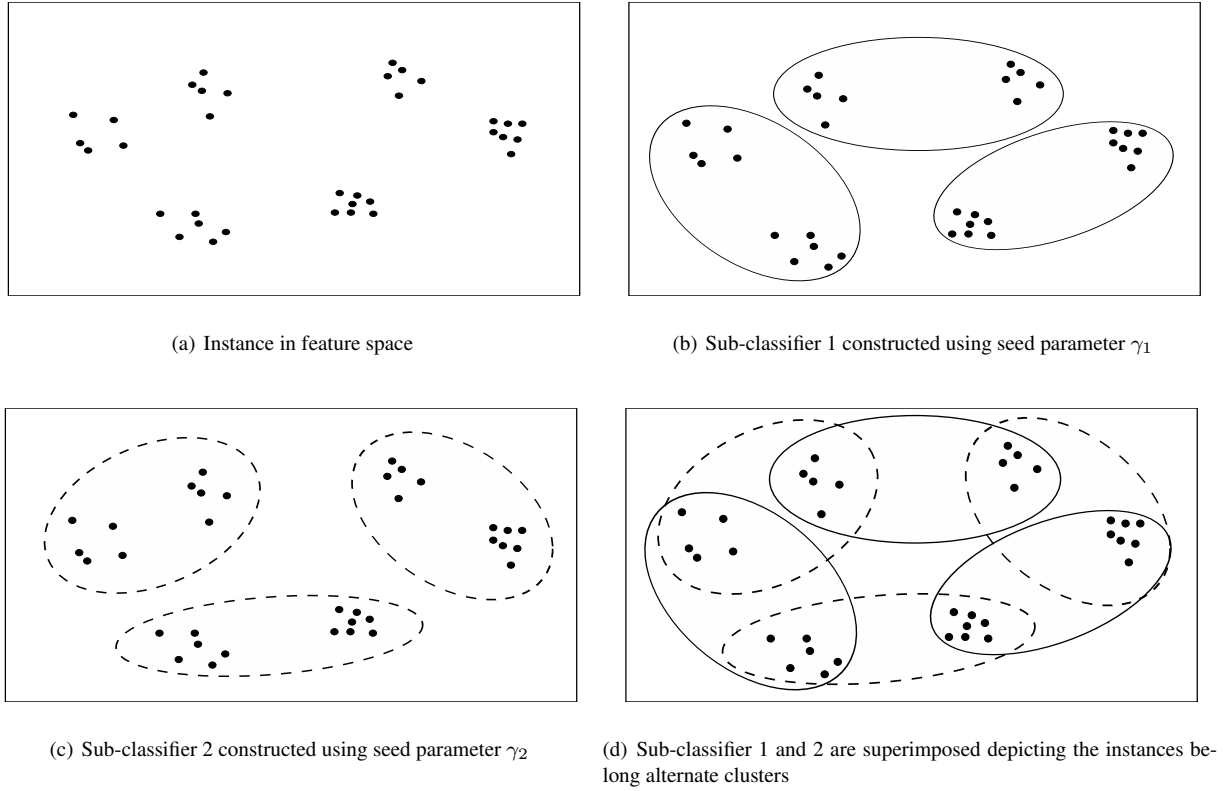 (a) Instance in feature space
(b) Sub-classifier 1 constructed using seed parameter γ₁
(c) Sub-classifier 2 constructed using seed parameter γ₂
(d) Sub-classifier 1 and 2 are superimposed depicting the instances be-
long alternate clusters